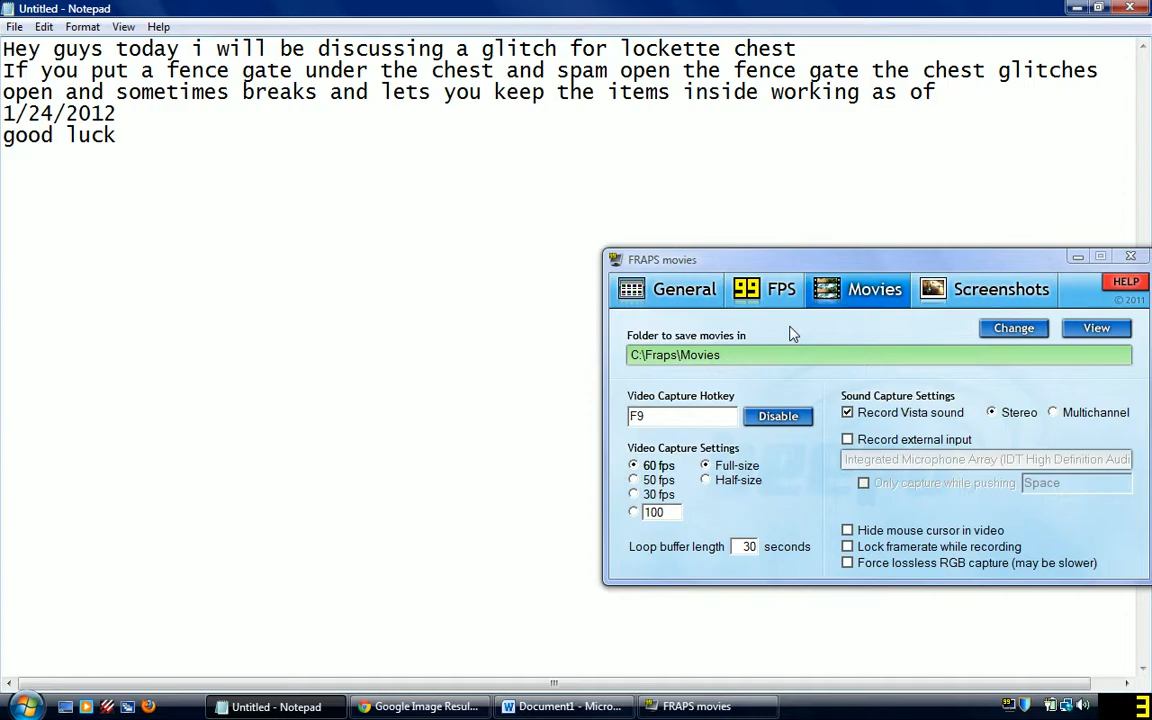 Untitled - Notepad
File Edit Format View Help
Hey guys today i will be discussing a glitch for lockette chest
If you put a fence gate under the chest and spam open the fence gate the chest glitches
open and sometimes breaks and lets you keep the items inside working as of
1/24/2012
good luck
FRAPS movies
General 99 FPS Movies Screenshots HELP
© 2011
Folder to save movies in Change View
C:\Fraps\Movies
Video Capture Hotkey Sound Capture Settings
F9 Disable Record Vista sound Stereo Multichannel
Record external input
Video Capture Settings Integrated Microphone Array (IDT High Definition Audi
60 fps Full-size
50 fps Half-size Only capture while pushing Space
30 fps
100
Hide mouse cursor in video
Loop buffer length 30 seconds Lock framerate while recording
Force lossless RGB capture (may be slower)
Untitled - Notepad Google Image Resul... Document1 - Micro... FRAPS movies 99 3